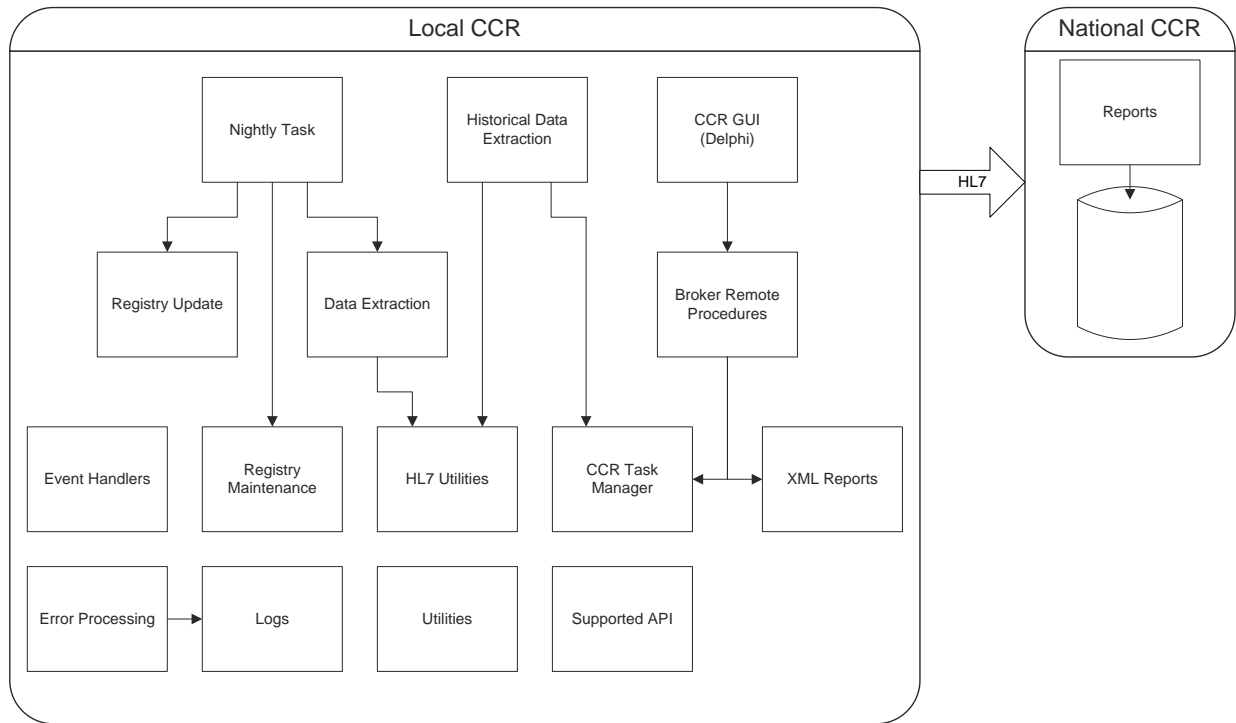 Local CCR
National CCR
Nightly Task
Historical Data
Extraction
CCR GUI
(Delphi)
Reports
HL7
Registry Update
Data Extraction
Broker Remote
Procedures
Event Handlers
Registry
Maintenance
HL7 Utilities
CCR Task
Manager
XML Reports
Error Processing
Logs
Utilities
Supported API